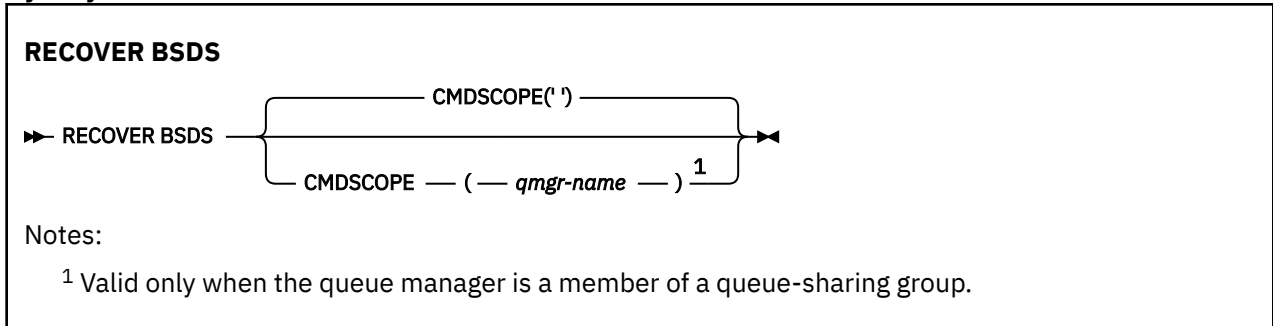 RECOVER BSDS
CMDSCOPE(' ')
RECOVER BSDS
CMDSCOPE ( qmgr-name ) 1
Notes:
1 Valid only when the queue manager is a member of a queue-sharing group.